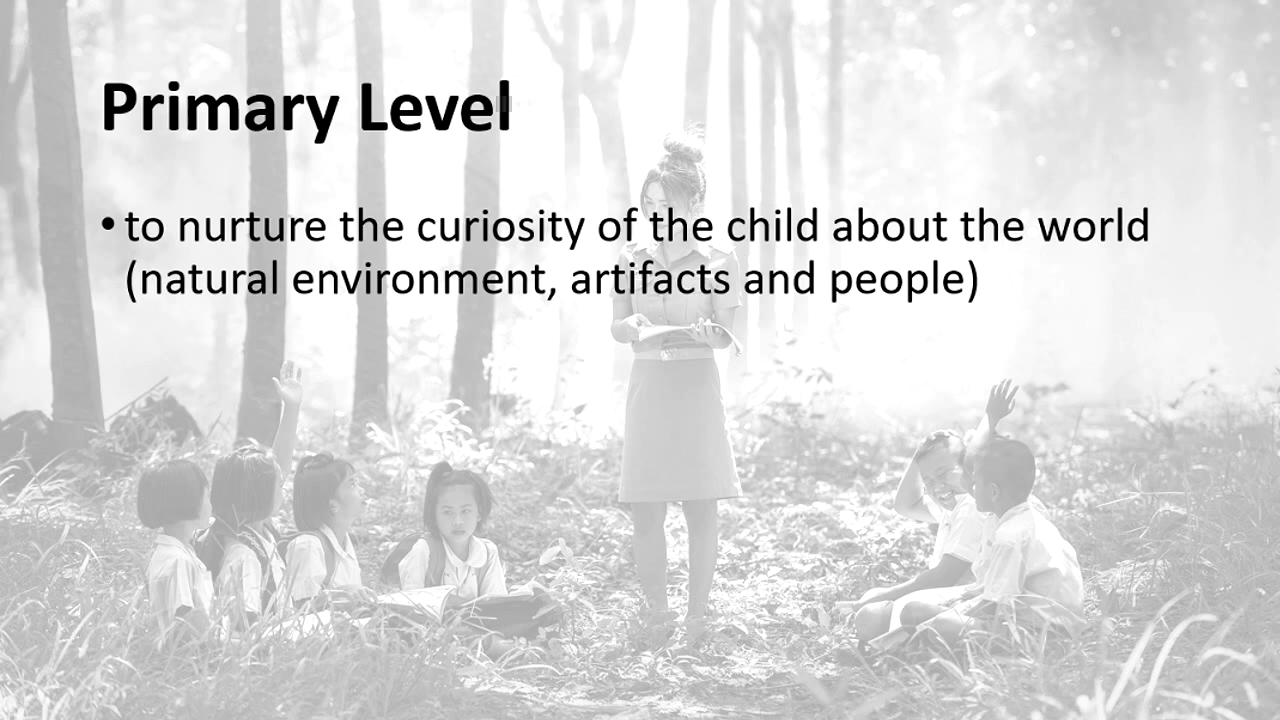 Primary Level
• to nurture the curiosity of the child about the world
(natural environment, artifacts and people)